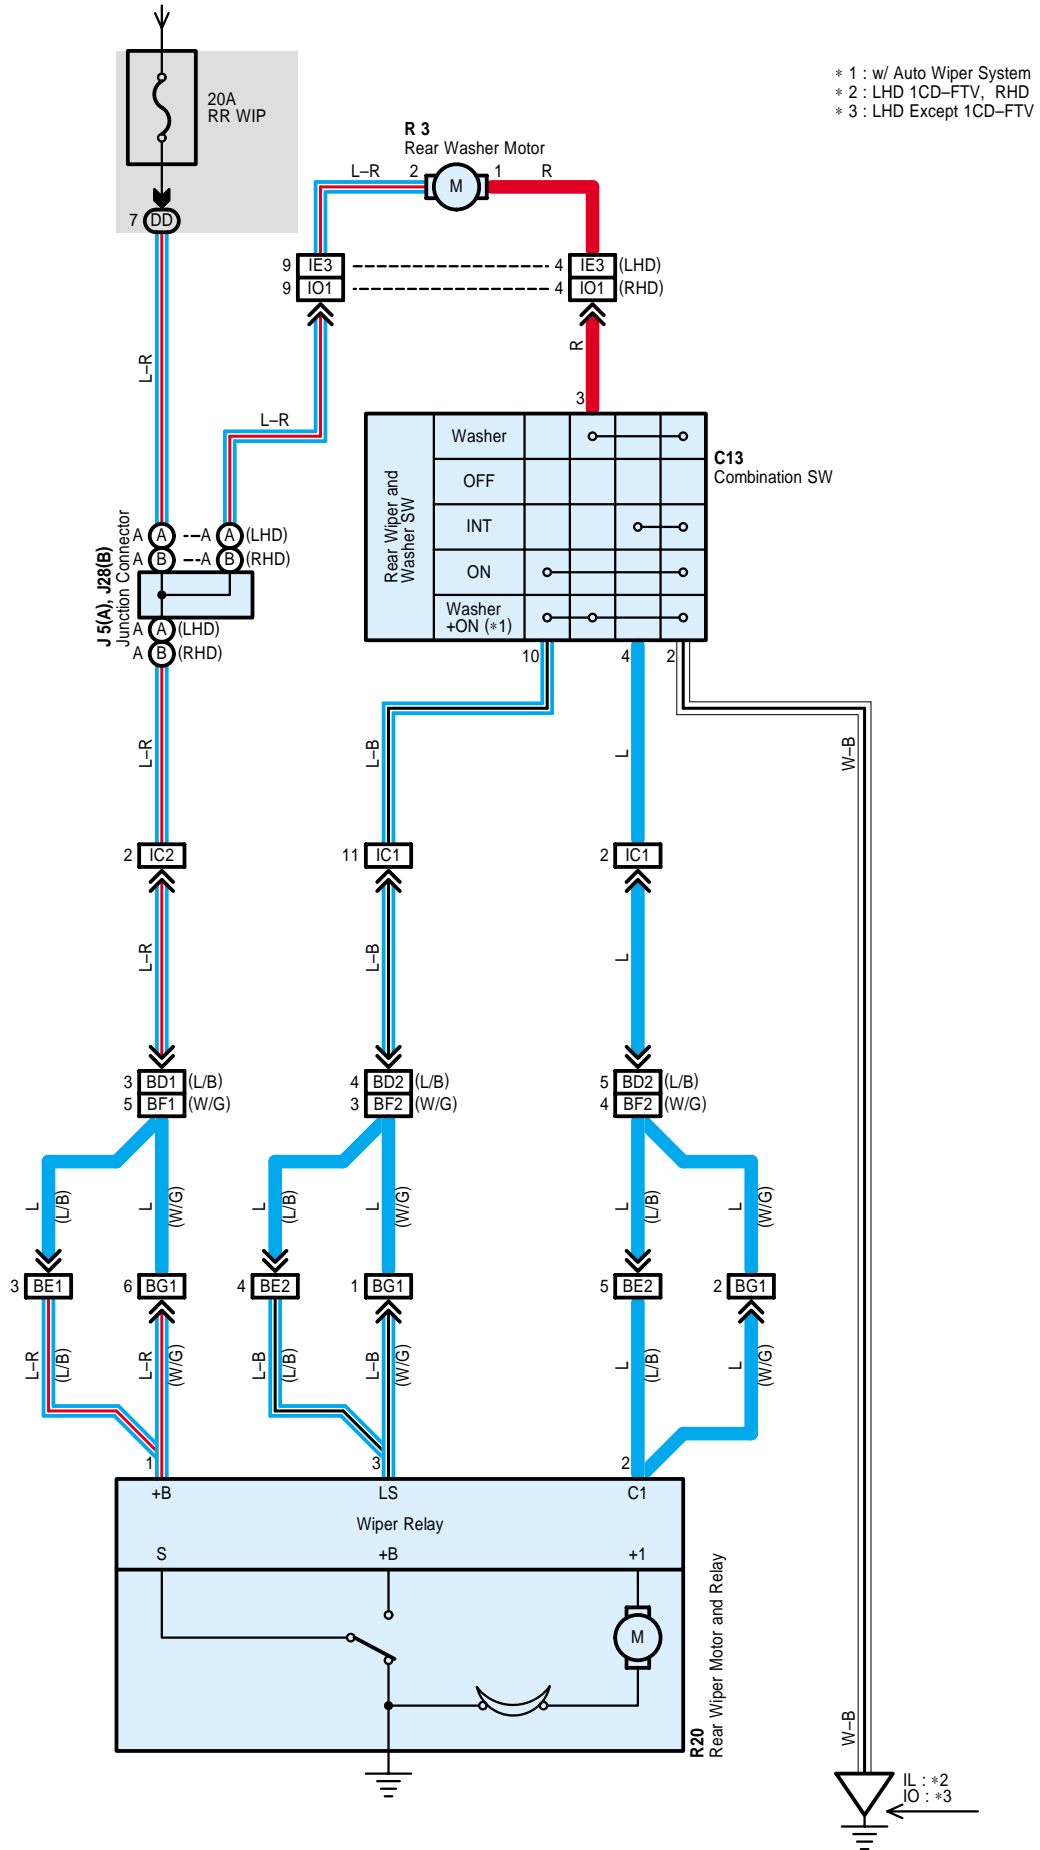 20A
RR WIP
7 DD
∗ 1 : w/ Auto Wiper System
∗ 2 : LHD 1CD–FTV, RHD
∗ 3 : LHD Except 1CD–FTV
R 3
Rear Washer Motor
L–R 2 M 1 R
9 IE3 4 IE3 (LHD)
9 IO1 4 IO1 (RHD)
L–R
R
L–R
3
Rear Wiper and
Washer SW
Washer
OFF
INT
ON
Washer
+ON (∗1)
C13
Combination SW
J 5(A), J28(B)
Junction Connector
A A A A (LHD)
A B A B (RHD)
A A (LHD)
A B (RHD)
10 4 2
L–R L–B L W–B
2 IC2 11 IC1 2 IC1
L–R L–B L
3 BD1 (L/B) 4 BD2 (L/B) 5 BD2 (L/B)
5 BF1 (W/G) 3 BF2 (W/G) 4 BF2 (W/G)
L (L/B) L (W/G) L (L/B) L (W/G) L (L/B) L (W/G)
3 BE1 6 BG1 4 BE2 1 BG1 5 BE2 2 BG1
L–R (L/B) L–R (W/G) L–B (L/B) L–B (W/G) L (L/B) L (W/G)
1 3 2
+B LS C1
Wiper Relay
S +B +1
M
R20
Rear Wiper Motor and Relay
W–B
IL : ∗2
IO : ∗3